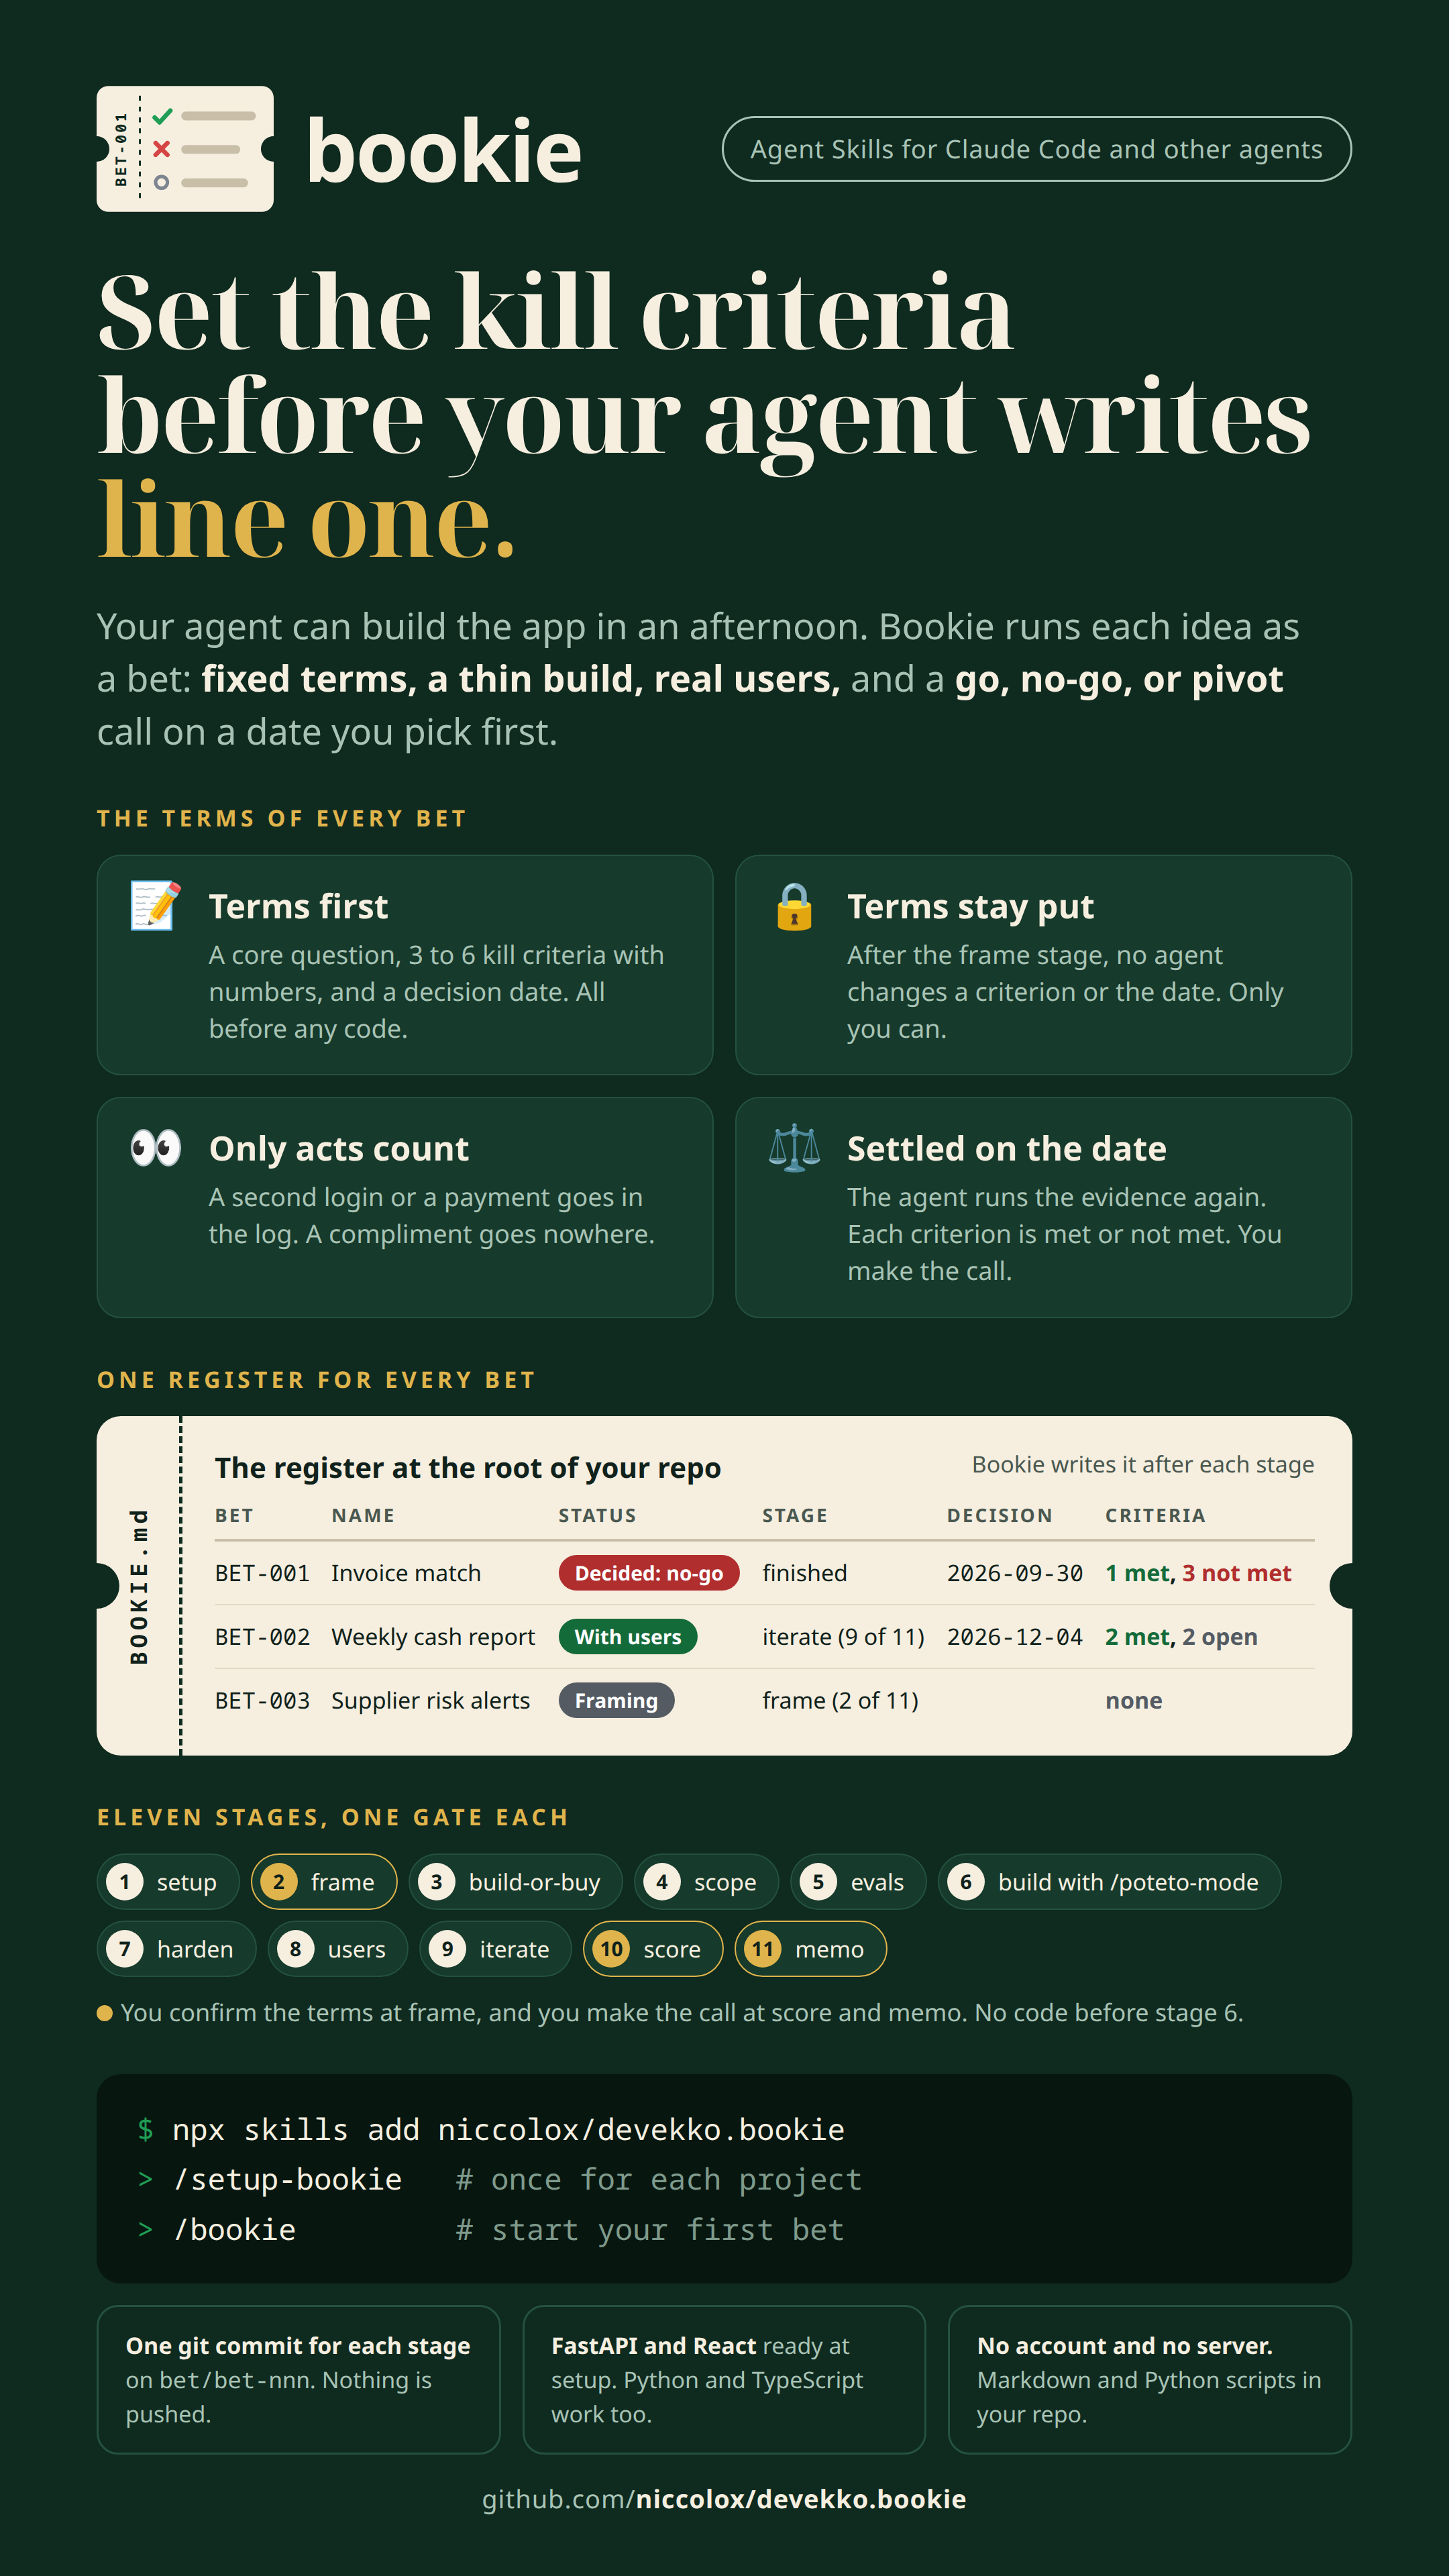 BET-001
bookie
Agent Skills for Claude Code and other agents
Set the kill criteria
before your agent writes
line one.
Your agent can build the app in an afternoon. Bookie runs each idea as
a bet: fixed terms, a thin build, real users, and a go, no-go, or pivot
call on a date you pick first.
THE TERMS OF EVERY BET
Terms first
A core question, 3 to 6 kill criteria with
numbers, and a decision date. All
before any code.
Terms stay put
After the frame stage, no agent
changes a criterion or the date. Only
you can.
Only acts count
A second login or a payment goes in
the log. A compliment goes nowhere.
Settled on the date
The agent runs the evidence again.
Each criterion is met or not met. You
make the call.
ONE REGISTER FOR EVERY BET
BOOKIE.md
The register at the root of your repo
Bookie writes it after each stage
BET NAME STATUS STAGE DECISION CRITERIA
BET-001 Invoice match Decided: no-go finished 2026-09-30 1 met, 3 not met
BET-002 Weekly cash report With users iterate (9 of 11) 2026-12-04 2 met, 2 open
BET-003 Supplier risk alerts Framing frame (2 of 11) none
ELEVEN STAGES, ONE GATE EACH
1 setup 2 frame 3 build-or-buy 4 scope 5 evals 6 build with /poteto-mode
7 harden 8 users 9 iterate 10 score 11 memo
You confirm the terms at frame, and you make the call at score and memo. No code before stage 6.
$ npx skills add niccolox/devekko.bookie
> /setup-bookie # once for each project
> /bookie # start your first bet
One git commit for each stage
on bet/bet-nnn. Nothing is
pushed.
FastAPI and React ready at
setup. Python and TypeScript
work too.
No account and no server.
Markdown and Python scripts in
your repo.
github.com/niccolox/devekko.bookie